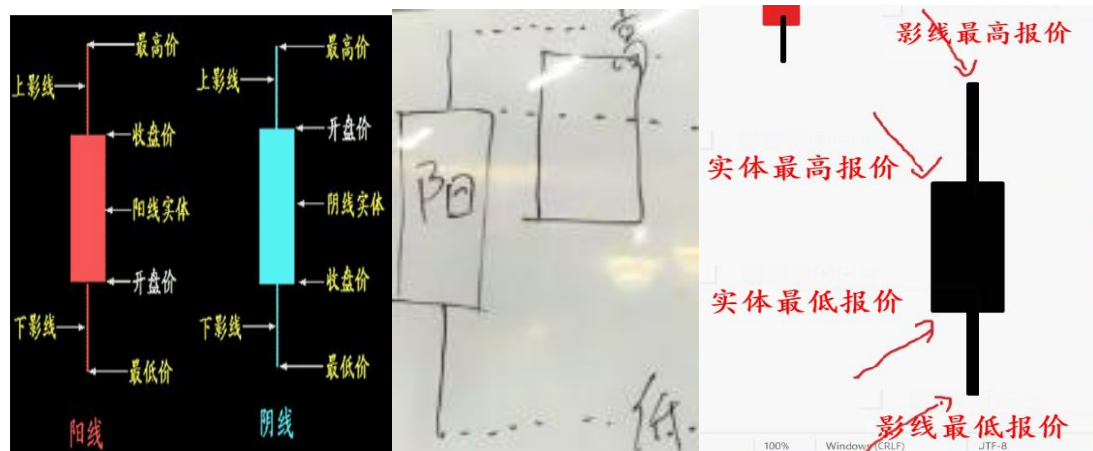 最高价
上影线
收盘价
阳线实体
开盘价
下影线
最低价
阳线
最高价
上影线
开盘价
阴线实体
收盘价
下影线
最低价
阴线
高
阳
低
影线最高报价
实体最高报价
实体最低报价
影线最低报价
100%
Windows (CRLF)
UTF-8